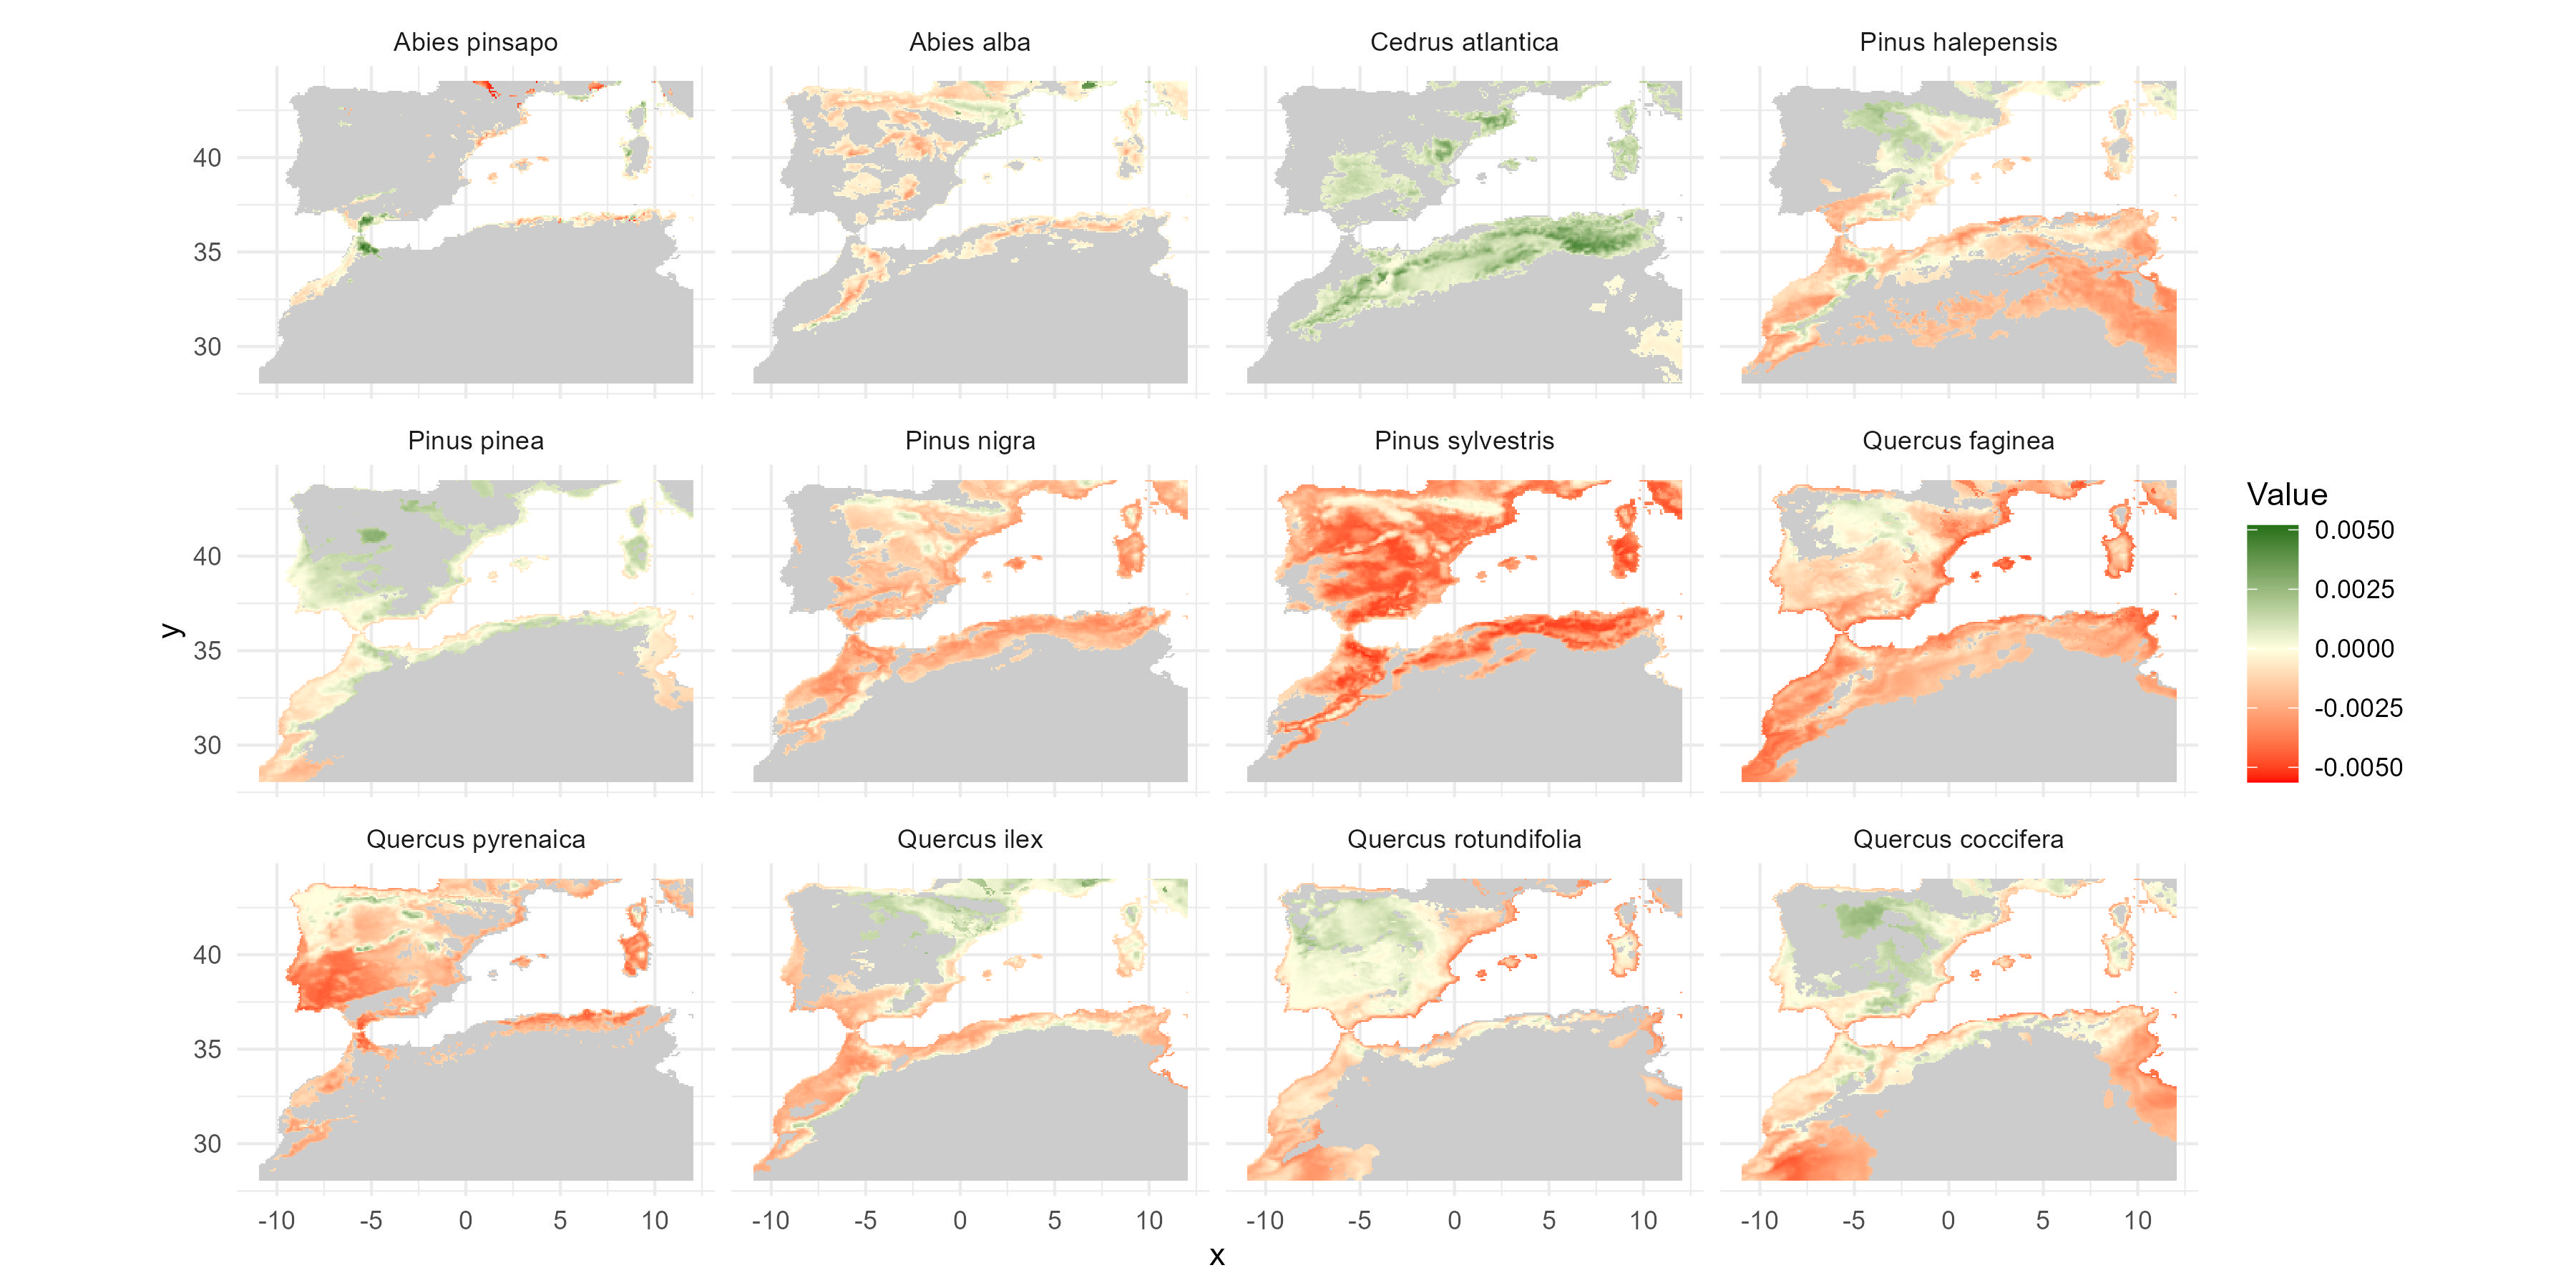 Abies pinsapo
Abies alba
Cedrus atlantica
Pinus halepensis
40
35
30
Pinus pinea
Pinus nigra
Pinus sylvestris
Quercus faginea
40
35
30
y
Value
0.0050
0.0025
0.0000
-0.0025
-0.0050
Quercus pyrenaica
Quercus ilex
Quercus rotundifolia
Quercus coccifera
40
35
30
-10 -5 0 5 10 -10 -5 0 5 10 -10 -5 0 5 10 -10 -5 0 5 10
x